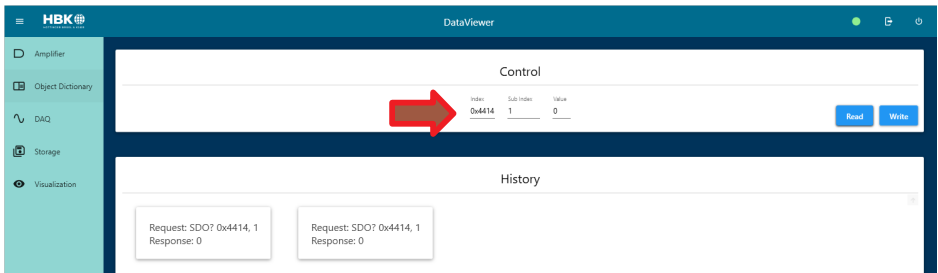 HBK
DataViewer
Amplifier
Object Dictionary
DAQ
Storage
Visualization
Control
Index Sub Index Value
0x4414 1 0
Read Write
History
Request: SDO? 0x4414, 1
Response: 0
Request: SDO? 0x4414, 1
Response: 0